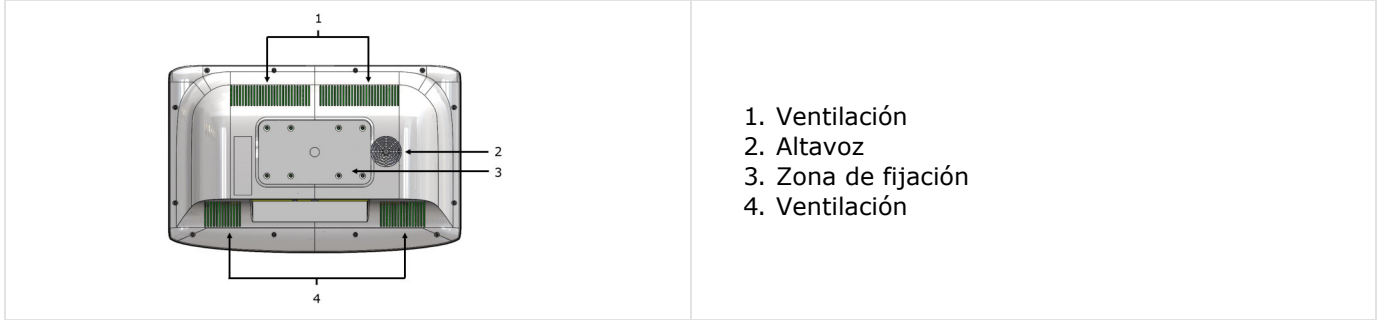 1
2
3
4
1. Ventilación
2. Altavoz
3. Zona de fijación
4. Ventilación